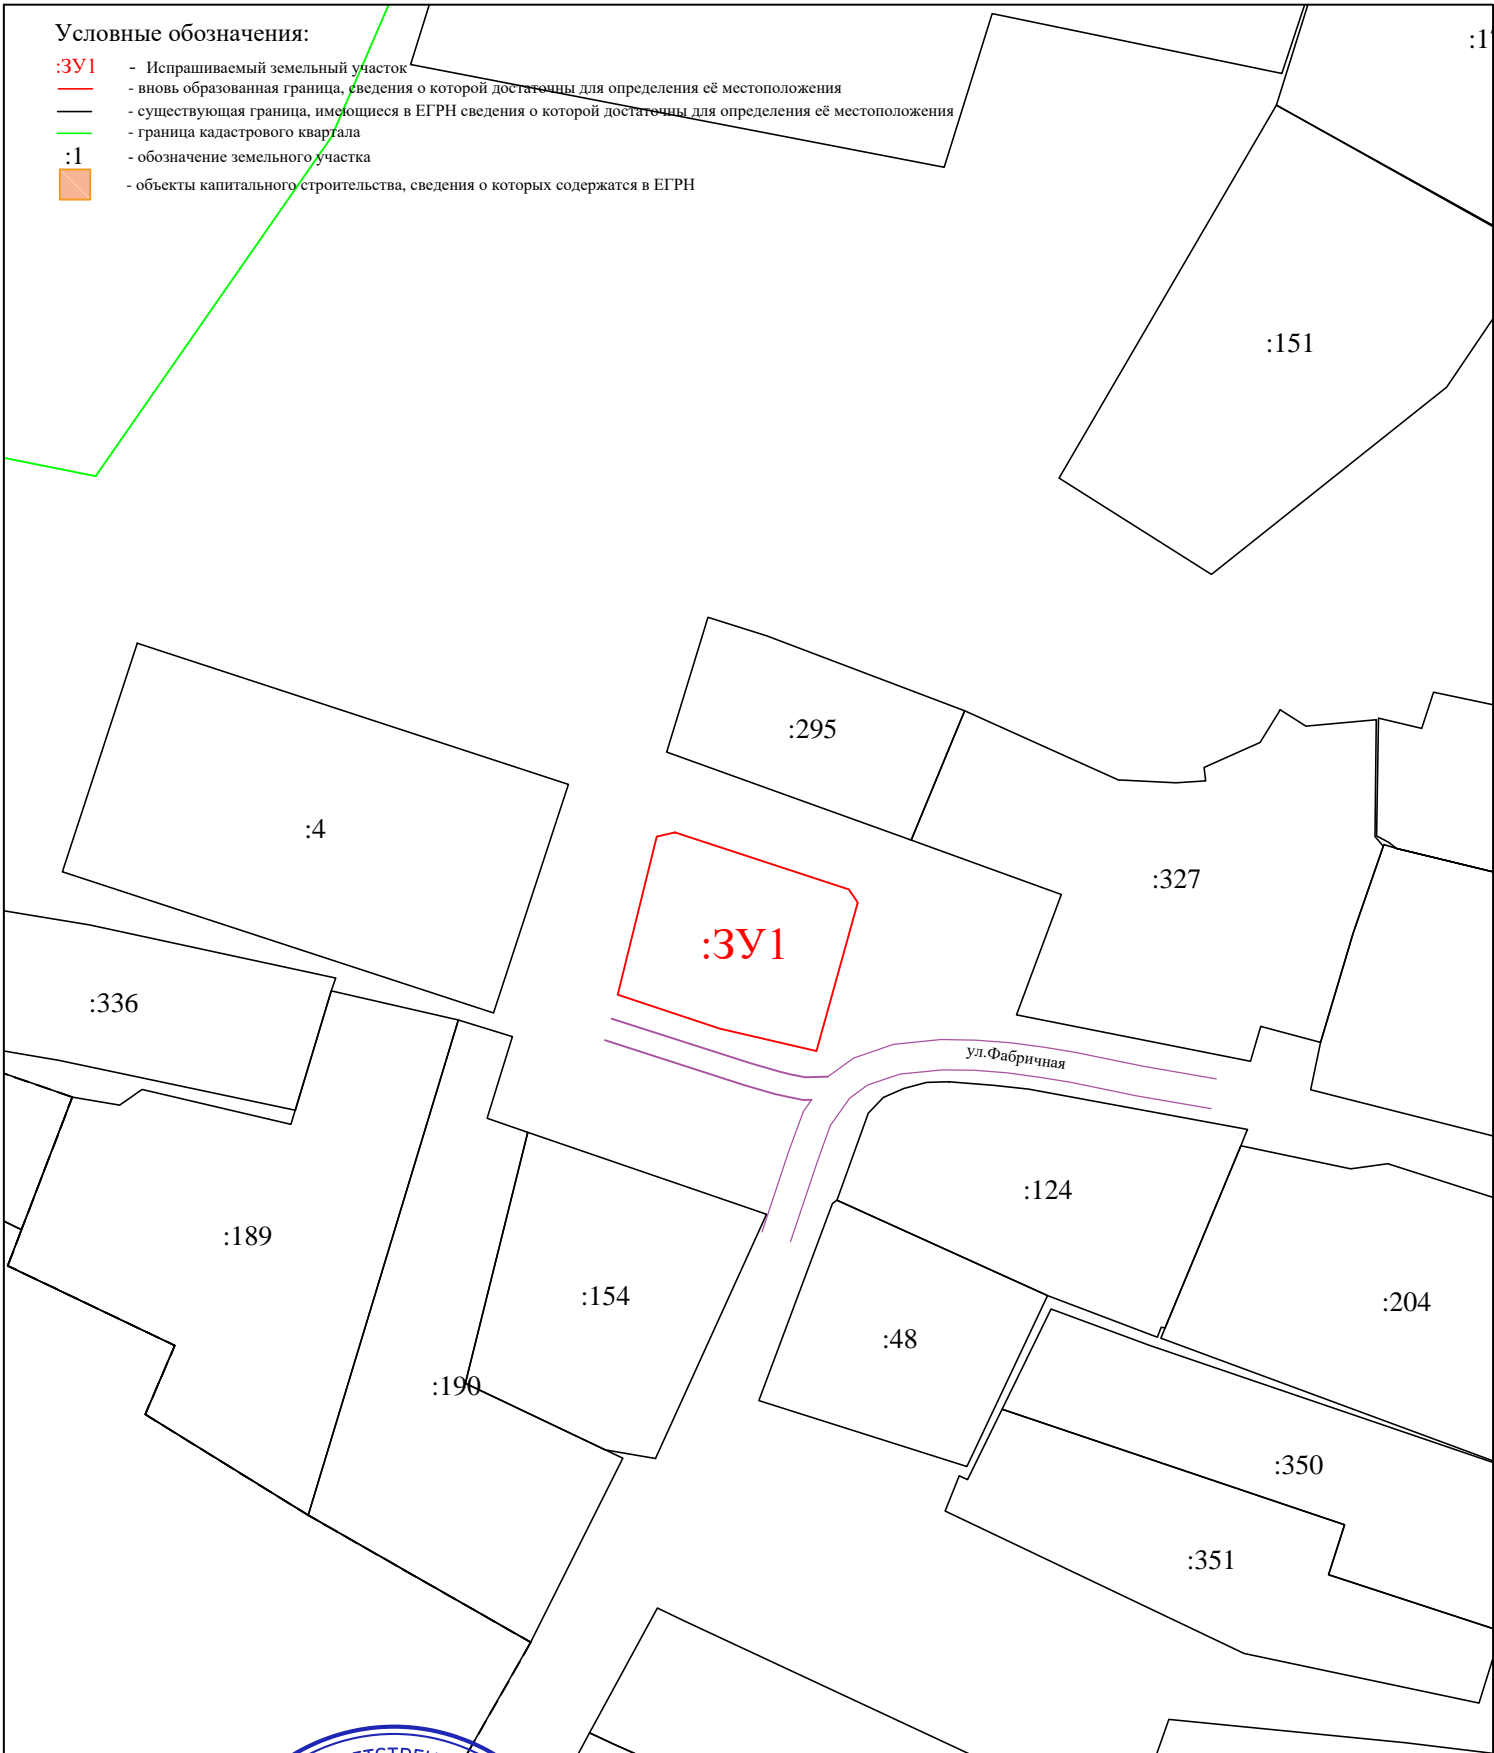 Условные обозначения:
:ЗУ1 - Испрашиваемый земельный участок
- вновь образованная граница, сведения о которой достаточны для определения её местоположения
- существующая граница, имеющиеся в ЕГРН сведения о которой достаточны для определения её местоположения
- граница кадастрового квартала
:1 - обозначение земельного участка
- объекты капитального строительства, сведения о которых содержатся в ЕГРН
:151
:295
:4
:327
:ЗУ1
:336
ул.Фабричная
:124
:189
:154
:204
:48
:190
:350
:351